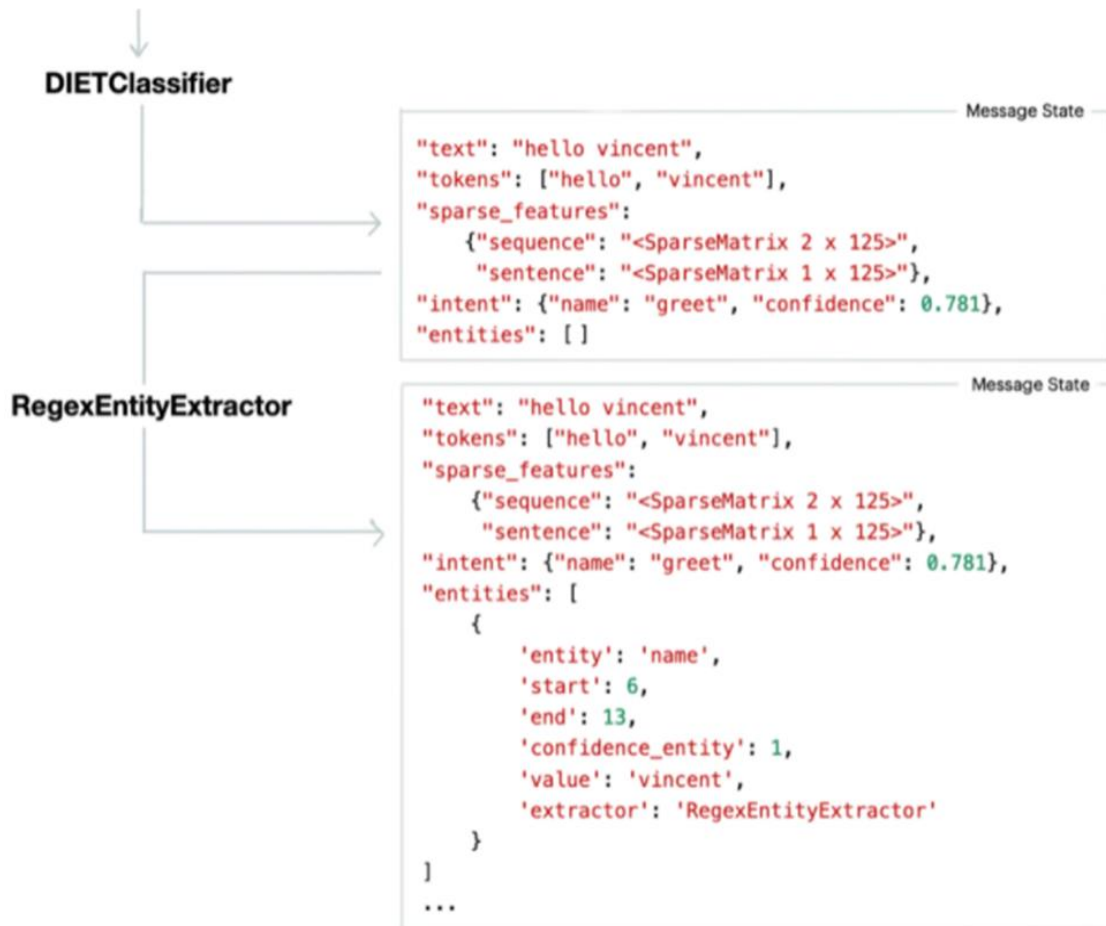 DIETClassifier
Message State
"text": "hello vincent",
"tokens": ["hello", "vincent"],
"sparse_features":
{"sequence": "<SparseMatrix 2 x 125>",
"sentence": "<SparseMatrix 1 x 125>"},
"intent": {"name": "greet", "confidence": 0.781},
"entities": []
RegexEntityExtractor
Message State
"text": "hello vincent",
"tokens": ["hello", "vincent"],
"sparse_features":
{"sequence": "<SparseMatrix 2 x 125>",
"sentence": "<SparseMatrix 1 x 125>"},
"intent": {"name": "greet", "confidence": 0.781},
"entities": [
{
'entity': 'name',
'start': 6,
'end': 13,
'confidence_entity': 1,
'value': 'vincent',
'extractor': 'RegexEntityExtractor'
}
]
...